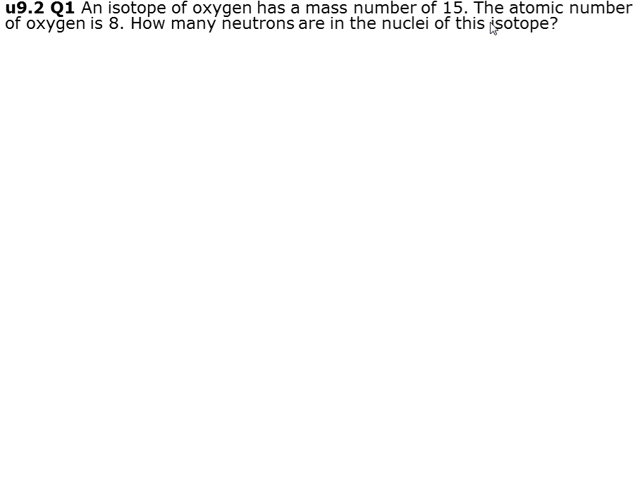 u9.2 Q1 An isotope of oxygen has a mass number of 15. The atomic number
of oxygen is 8. How many neutrons are in the nuclei of this isotope?